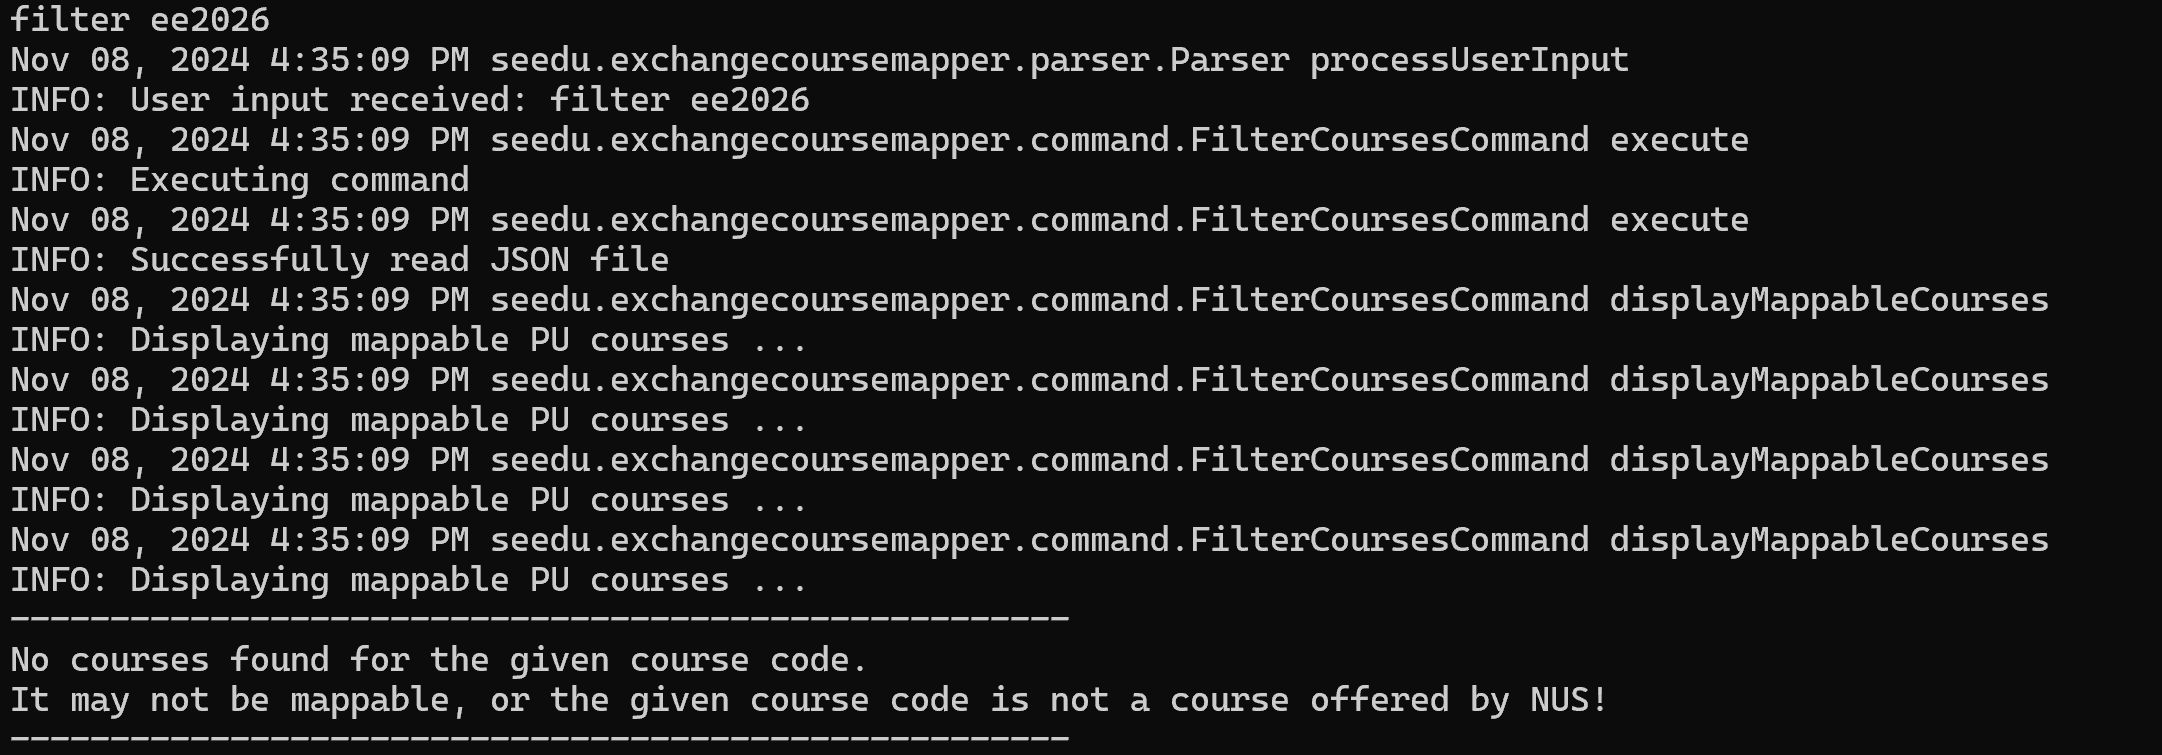 filter ee2026
Nov 08, 2024 4:35:09 PM seedu.exchangecoursemapper.parser.Parser processUserInput
INFO: User input received: filter ee2026
Nov 08, 2024 4:35:09 PM seedu.exchangecoursemapper.command.FilterCoursesCommand execute
INFO: Executing command
Nov 08, 2024 4:35:09 PM seedu.exchangecoursemapper.command.FilterCoursesCommand execute
INFO: Successfully read JSON file
Nov 08, 2024 4:35:09 PM seedu.exchangecoursemapper.command.FilterCoursesCommand displayMappableCourses
INFO: Displaying mappable PU courses ...
Nov 08, 2024 4:35:09 PM seedu.exchangecoursemapper.command.FilterCoursesCommand displayMappableCourses
INFO: Displaying mappable PU courses ...
Nov 08, 2024 4:35:09 PM seedu.exchangecoursemapper.command.FilterCoursesCommand displayMappableCourses
INFO: Displaying mappable PU courses ...
Nov 08, 2024 4:35:09 PM seedu.exchangecoursemapper.command.FilterCoursesCommand displayMappableCourses
INFO: Displaying mappable PU courses ...
-----------------------------------------------------
No courses found for the given course code.
It may not be mappable, or the given course code is not a course offered by NUS!
-----------------------------------------------------